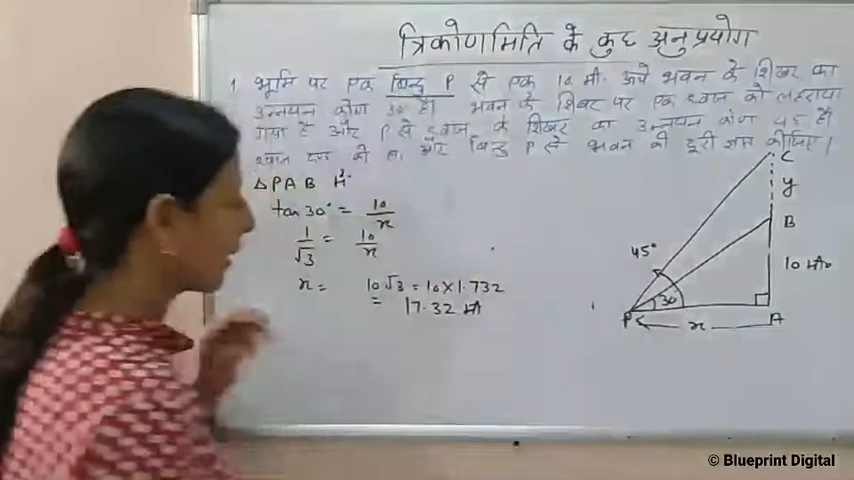 त्रिकोणमिति के कुछ अनुप्रयोग
1 भूमि पर एक बिन्दु P से एक 10 मी. ऊंचे भवन के शिखर का
उन्नयन कोण 30 है। भवन के शिखर पर एक ध्वज को लहराया
गया है और P से ध्वज के शिखर का उन्नयन कोण 45 है।
ध्वज दण्ड की और बिन्दु P से भवन की दूरी ज्ञात कीजिए।
△PAB में
tan 30° = 10/x
1/√3 = 10/x
x = 10√3 = 10×1.732
= 17.32 मी
C
y
B
45°
10 मी०
30
P
x
A
© Blueprint Digital